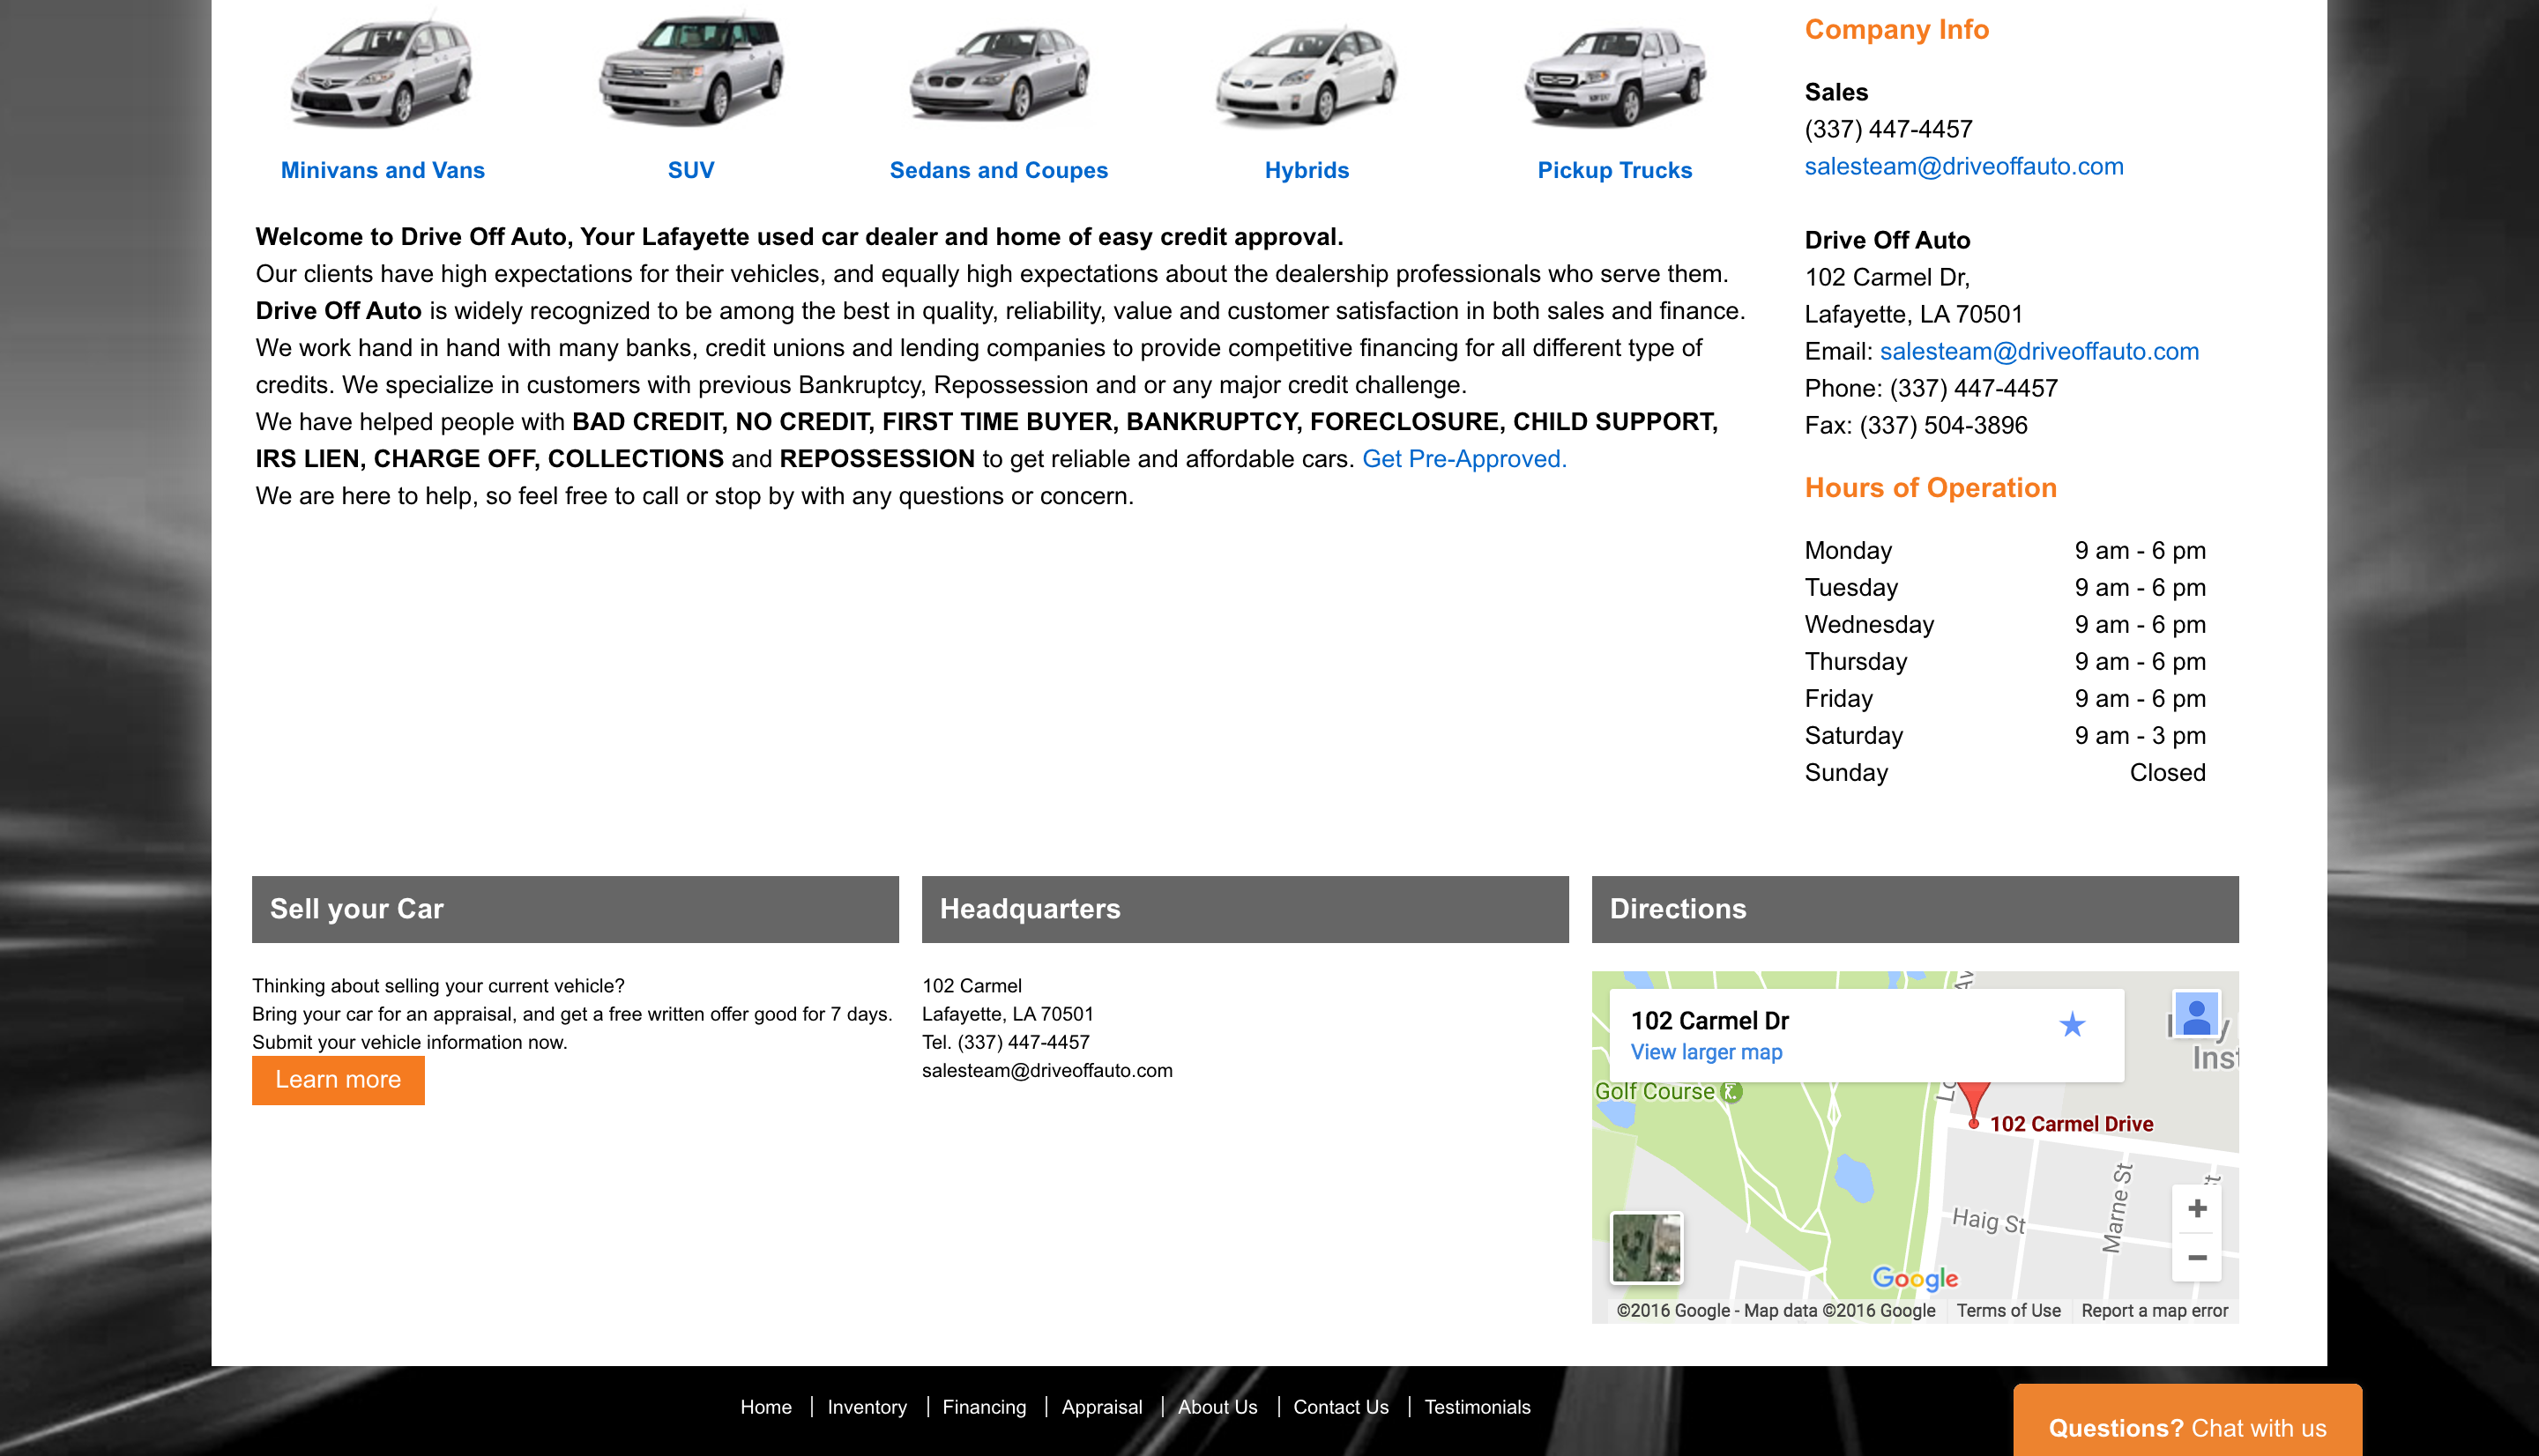 Minivans and Vans
SUV
Sedans and Coupes
Hybrids
Pickup Trucks
Welcome to Drive Off Auto, Your Lafayette used car dealer and home of easy credit approval.
Our clients have high expectations for their vehicles, and equally high expectations about the dealership professionals who serve them.
Drive Off Auto is widely recognized to be among the best in quality, reliability, value and customer satisfaction in both sales and finance.
We work hand in hand with many banks, credit unions and lending companies to provide competitive financing for all different type of
credits. We specialize in customers with previous Bankruptcy, Repossession and or any major credit challenge.
We have helped people with BAD CREDIT, NO CREDIT, FIRST TIME BUYER, BANKRUPTCY, FORECLOSURE, CHILD SUPPORT,
IRS LIEN, CHARGE OFF, COLLECTIONS and REPOSSESSION to get reliable and affordable cars. Get Pre-Approved.
We are here to help, so feel free to call or stop by with any questions or concern.
Company Info
Sales
(337) 447-4457
salesteam@driveoffauto.com
Drive Off Auto
102 Carmel Dr,
Lafayette, LA 70501
Email: salesteam@driveoffauto.com
Phone: (337) 447-4457
Fax: (337) 504-3896
Hours of Operation
Monday 9 am - 6 pm
Tuesday 9 am - 6 pm
Wednesday 9 am - 6 pm
Thursday 9 am - 6 pm
Friday 9 am - 6 pm
Saturday 9 am - 3 pm
Sunday Closed
Sell your Car
Thinking about selling your current vehicle?
Bring your car for an appraisal, and get a free written offer good for 7 days.
Submit your vehicle information now.
Learn more
Headquarters
102 Carmel
Lafayette, LA 70501
Tel. (337) 447-4457
salesteam@driveoffauto.com
Directions
102 Carmel Dr
View larger map
Golf Course
102 Carmel Drive
Haig St
Marne St
Google
©2016 Google - Map data ©2016 Google Terms of Use Report a map error
Home | Inventory | Financing | Appraisal | About Us | Contact Us | Testimonials
Questions? Chat with us